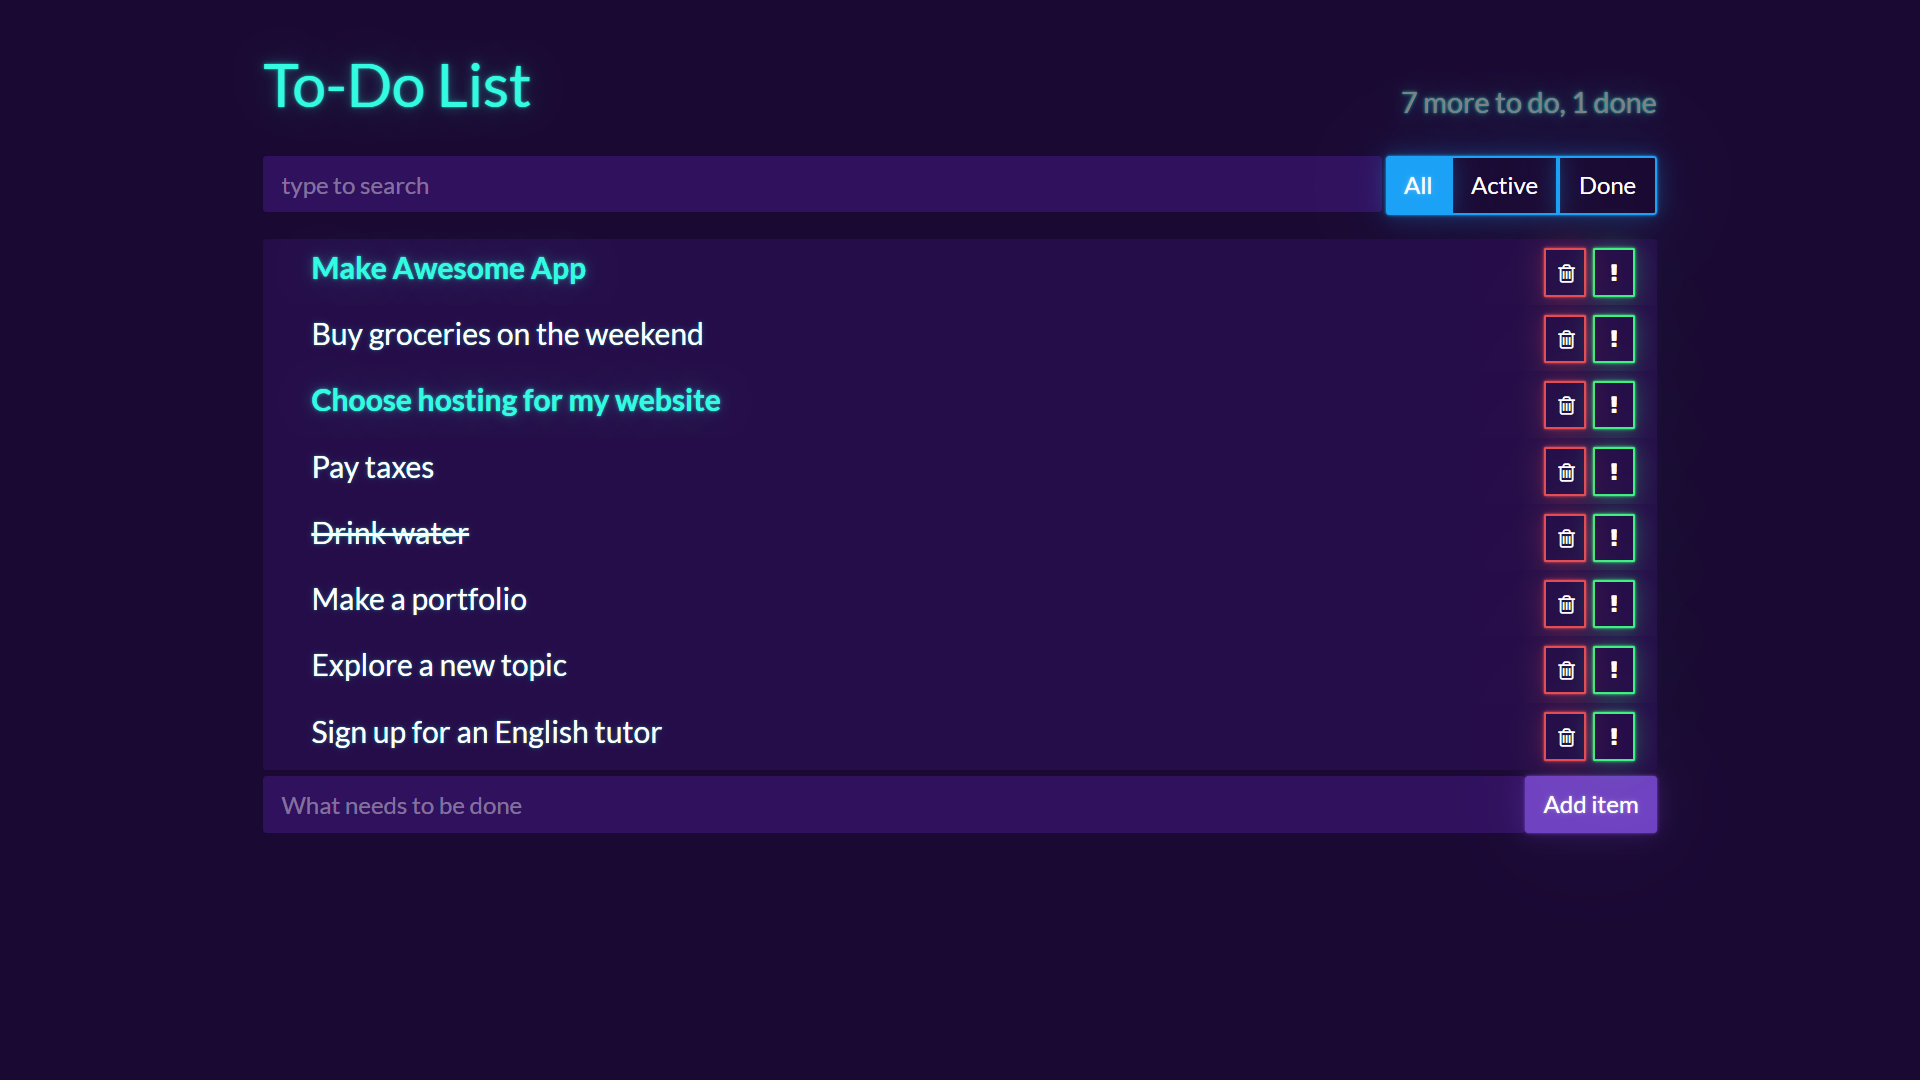 To-Do List
7 more to do, 1 done
type to search
All
Active
Done
Make Awesome App
!
Buy groceries on the weekend
!
Choose hosting for my website
!
Pay taxes
!
Drink water
!
Make a portfolio
!
Explore a new topic
!
Sign up for an English tutor
!
What needs to be done
Add item